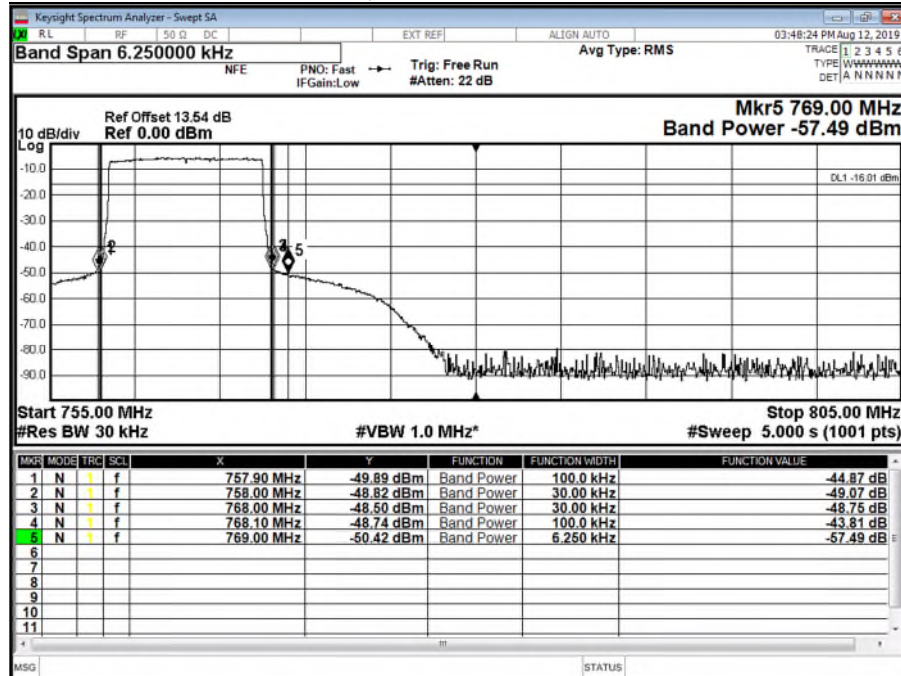 Keysight Spectrum Analyzer - Swept SA
RL RF 50 Ω DC EXT REF ALIGN AUTO 03:48:24 PM Aug 12, 2019
Band Span 6.250000 kHz Avg Type: RMS TRACE 1 2 3 4 5 6
NFE PNO: Fast Trig: Free Run TYPE WWWWWW
IFGain:Low #Atten: 22 dB DET A N N N N N
Ref Offset 13.54 dB Mkr5 769.00 MHz
10 dB/div Ref 0.00 dBm Band Power -57.49 dBm
Log
-10.0
DL1 -16.01 dBm
-20.0
-30.0
-40.0
2 3 5
-50.0
-60.0
-70.0
-80.0
-90.0
Start 755.00 MHz Stop 805.00 MHz
#Res BW 30 kHz #VBW 1.0 MHz* #Sweep 5.000 s (1001 pts)
MKR MODE TRC SCL X Y FUNCTION FUNCTION WIDTH FUNCTION VALUE
1 N 1 f 757.90 MHz -49.89 dBm Band Power 100.0 kHz -44.87 dB
2 N 1 f 758.00 MHz -48.82 dBm Band Power 30.00 kHz -49.07 dB
3 N 1 f 768.00 MHz -48.50 dBm Band Power 30.00 kHz -48.75 dB
4 N 1 f 768.10 MHz -48.74 dBm Band Power 100.0 kHz -43.81 dB
5 N 1 f 769.00 MHz -50.42 dBm Band Power 6.250 kHz -57.49 dB
6
7
8
9
10
11
MSG STATUS